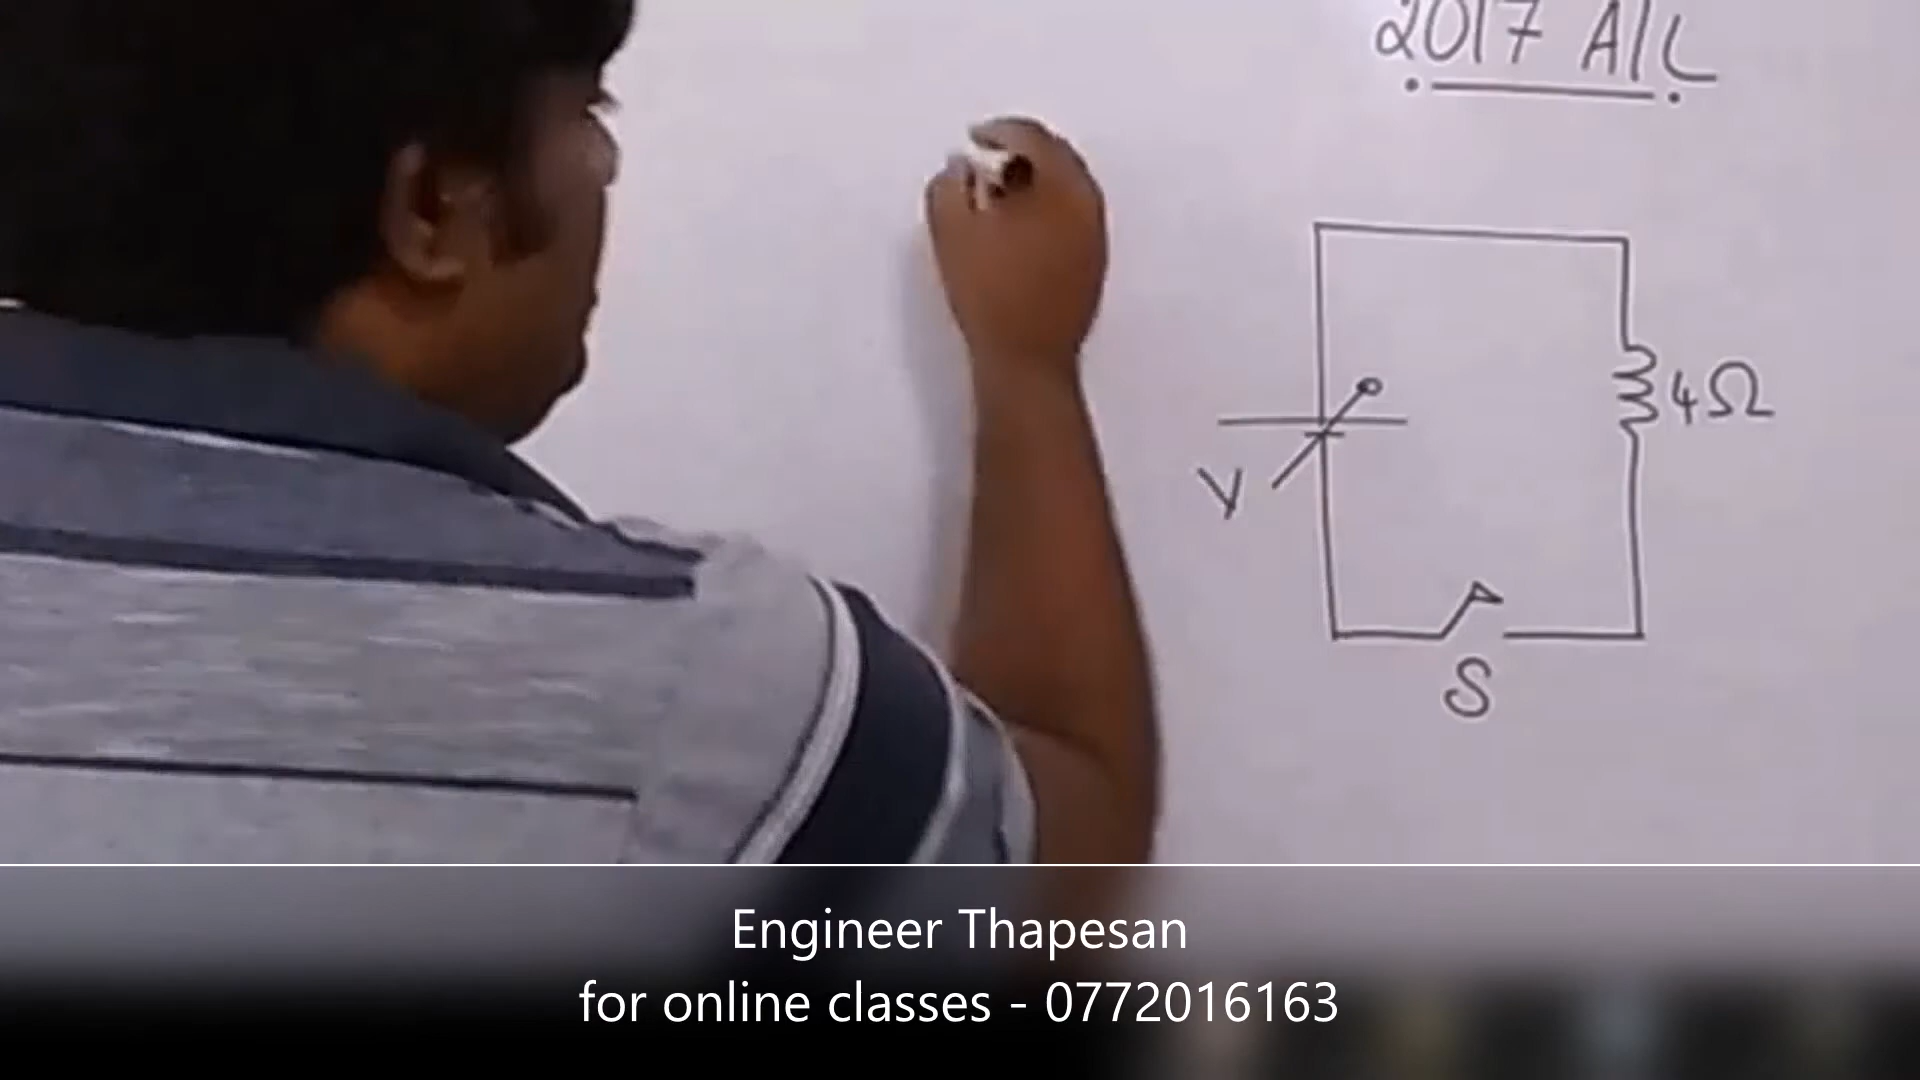 2017 A/L
4Ω
V
S
Engineer Thapesan
for online classes - 0772016163